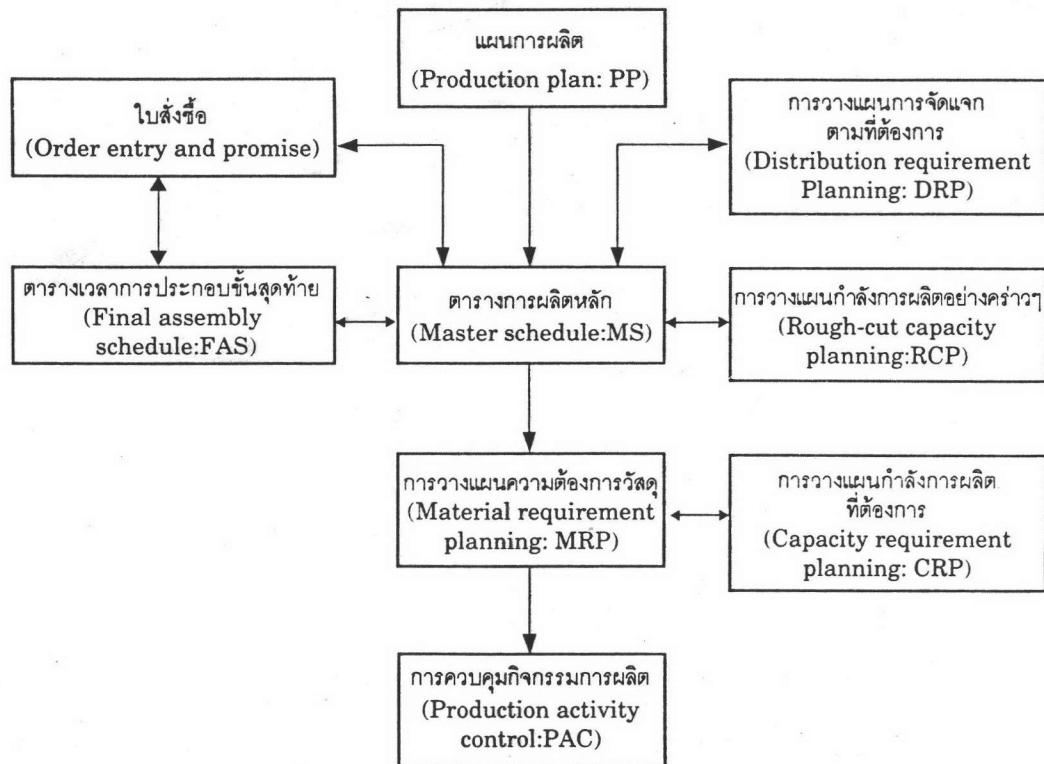 แผนการผลิต
(Production plan: PP)
ใบสั่งซื้อ
(Order entry and promise)
การวางแผนการจัดแจก
ตามที่ต้องการ
(Distribution requirement
Planning: DRP)
ตารางเวลาการประกอบขั้นสุดท้าย
(Final assembly
schedule:FAS)
ตารางการผลิตหลัก
(Master schedule:MS)
การวางแผนกำลังการผลิตอย่างคร่าวๆ
(Rough-cut capacity
planning:RCP)
การวางแผนความต้องการวัสดุ
(Material requirement
planning: MRP)
การวางแผนกำลังการผลิต
ที่ต้องการ
(Capacity requirement
planning: CRP)
การควบคุมกิจกรรมการผลิต
(Production activity
control:PAC)